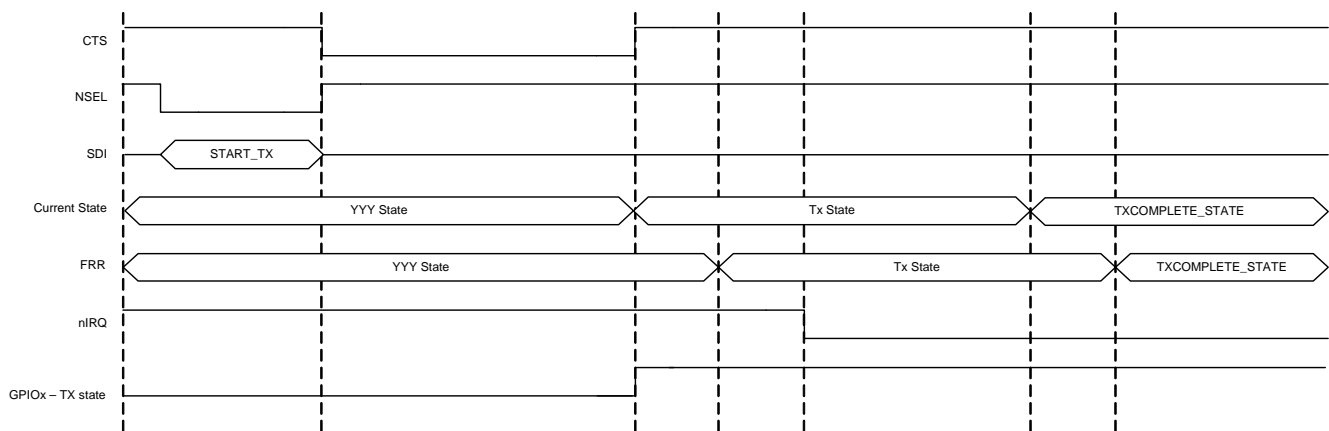 CTS
NSEL
SDI
START_TX
Current State
YYY State
Tx State
TXCOMPLETE_STATE
FRR
YYY State
Tx State
TXCOMPLETE_STATE
nIRQ
GPIOx – TX state